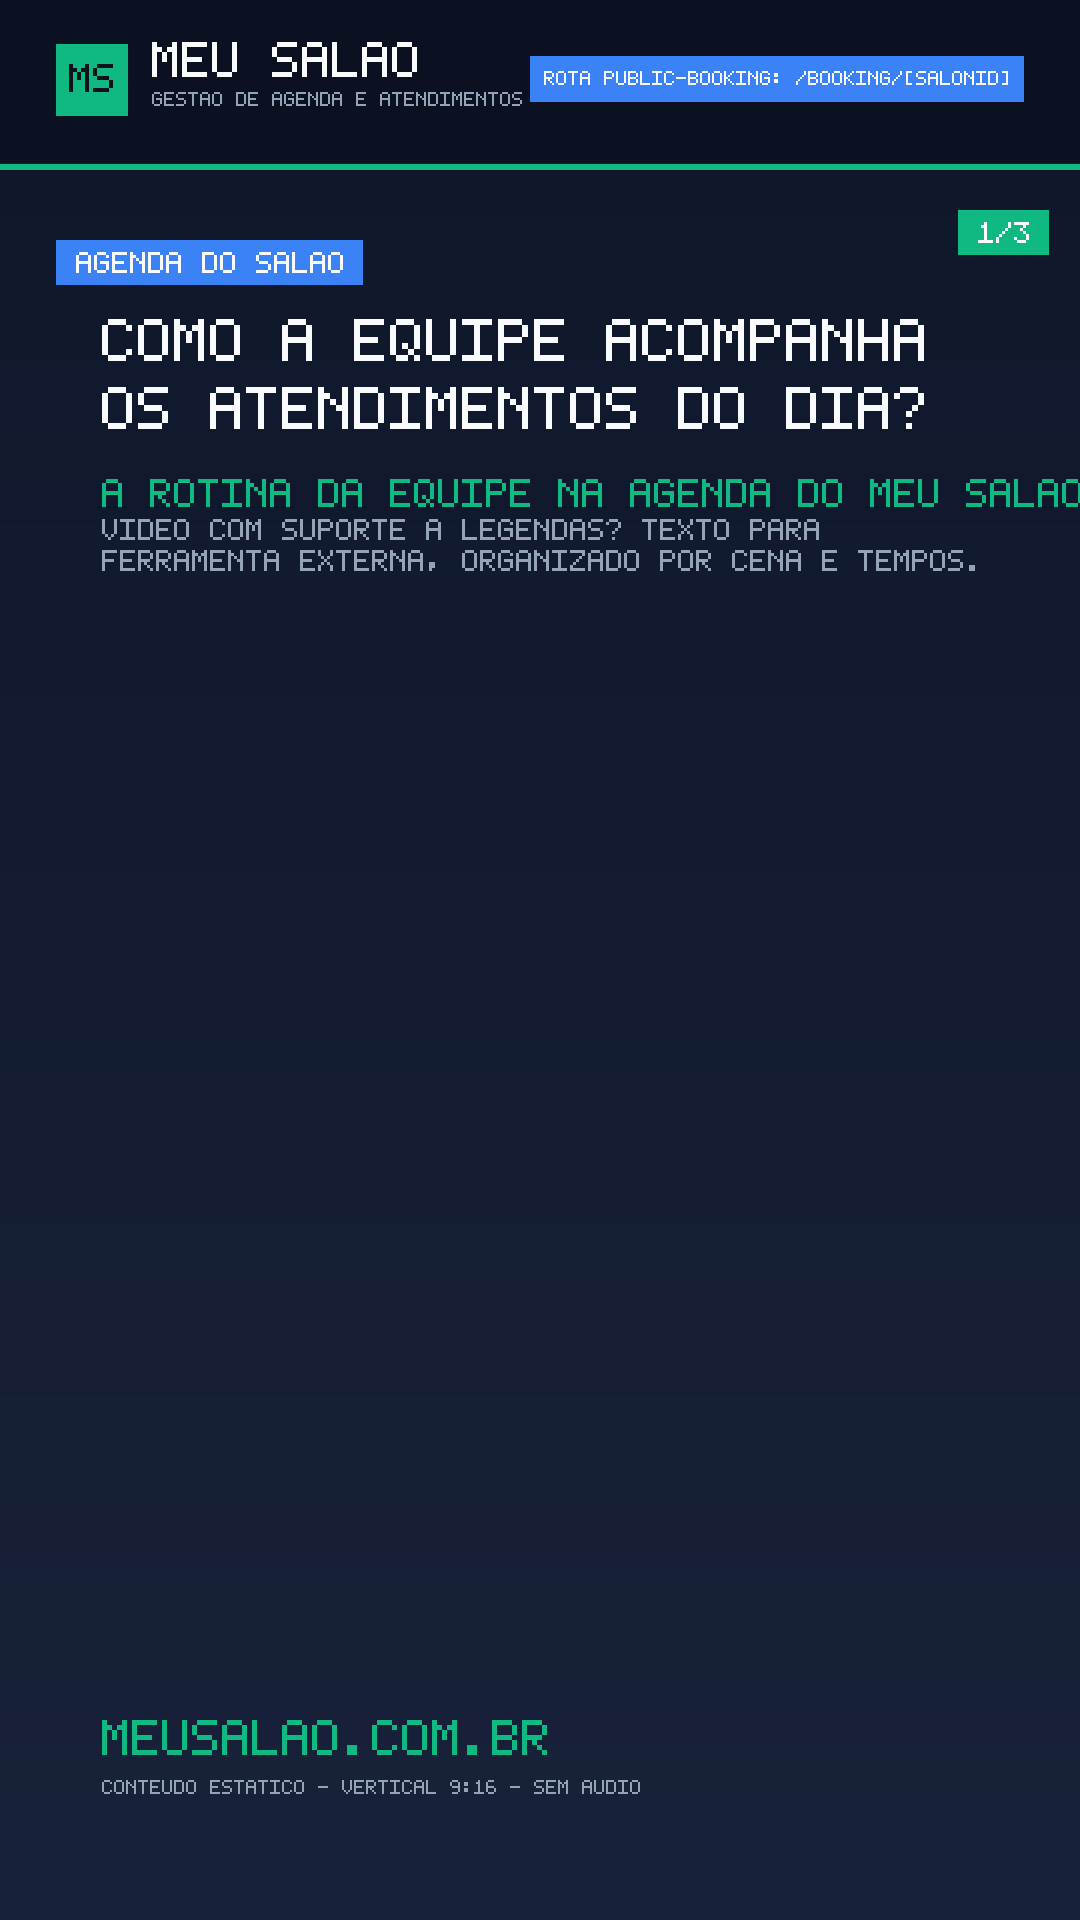 MS
MEU SALAO
GESTAO DE AGENDA E ATENDIMENTOS
ROTA PUBLIC-BOOKING: /BOOKING/[SALONID]
1/3
AGENDA DO SALAO
COMO A EQUIPE ACOMPANHA
OS ATENDIMENTOS DO DIA?
A ROTINA DA EQUIPE NA AGENDA DO MEU SALAO
VIDEO COM SUPORTE A LEGENDAS? TEXTO PARA
FERRAMENTA EXTERNA, ORGANIZADO POR CENA E TEMPOS.
MEUSALAO.COM.BR
CONTEUDO ESTATICO - VERTICAL 9:16 - SEM AUDIO